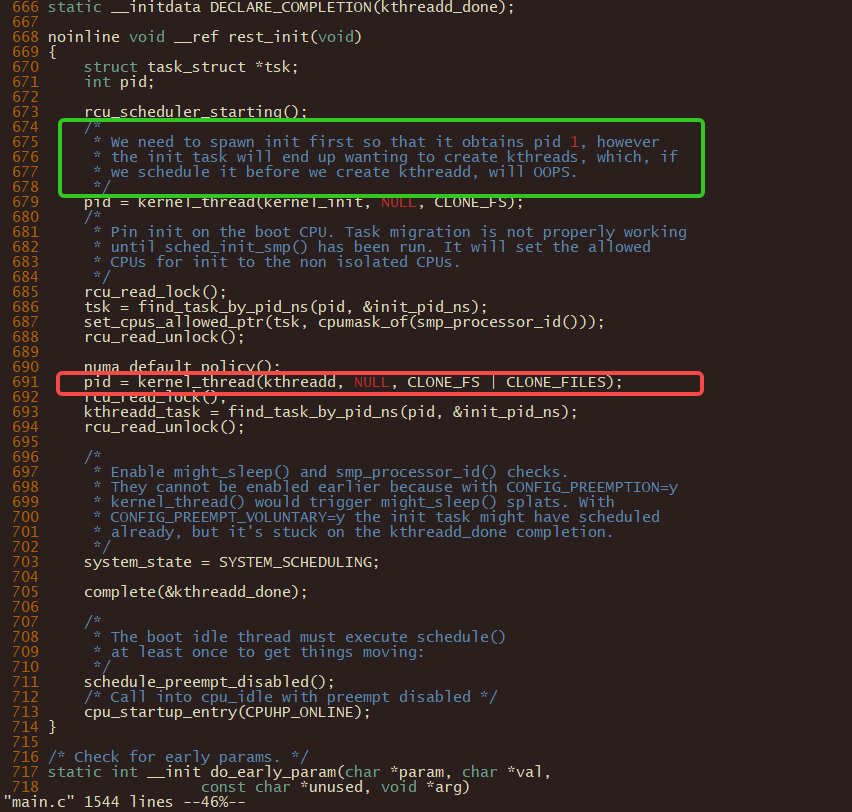 666 static __initdata DECLARE_COMPLETION(kthreadd_done);
667
668 noinline void __ref rest_init(void)
669 {
670     struct task_struct *tsk;
671     int pid;
672
673     rcu_scheduler_starting();
674     /*
675      * We need to spawn init first so that it obtains pid 1, however
676      * the init task will end up wanting to create kthreads, which, if
677      * we schedule it before we create kthreadd, will OOPS.
678      */
679     pid = kernel_thread(kernel_init, NULL, CLONE_FS);
680     /*
681      * Pin init on the boot CPU. Task migration is not properly working
682      * until sched_init_smp() has been run. It will set the allowed
683      * CPUs for init to the non isolated CPUs.
684      */
685     rcu_read_lock();
686     tsk = find_task_by_pid_ns(pid, &init_pid_ns);
687     set_cpus_allowed_ptr(tsk, cpumask_of(smp_processor_id()));
688     rcu_read_unlock();
689
690     numa_default_policy();
691     pid = kernel_thread(kthreadd, NULL, CLONE_FS | CLONE_FILES);
692     rcu_read_lock();
693     kthreadd_task = find_task_by_pid_ns(pid, &init_pid_ns);
694     rcu_read_unlock();
695
696     /*
697      * Enable might_sleep() and smp_processor_id() checks.
698      * They cannot be enabled earlier because with CONFIG_PREEMPTION=y
699      * kernel_thread() would trigger might_sleep() splats. With
700      * CONFIG_PREEMPT_VOLUNTARY=y the init task might have scheduled
701      * already, but it's stuck on the kthreadd_done completion.
702      */
703     system_state = SYSTEM_SCHEDULING;
704
705     complete(&kthreadd_done);
706
707     /*
708      * The boot idle thread must execute schedule()
709      * at least once to get things moving:
710      */
711     schedule_preempt_disabled();
712     /* Call into cpu_idle with preempt disabled */
713     cpu_startup_entry(CPUHP_ONLINE);
714 }
715
716 /* Check for early params. */
717 static int __init do_early_param(char *param, char *val,
718                  const char *unused, void *arg)
"main.c" 1544 lines --46%--